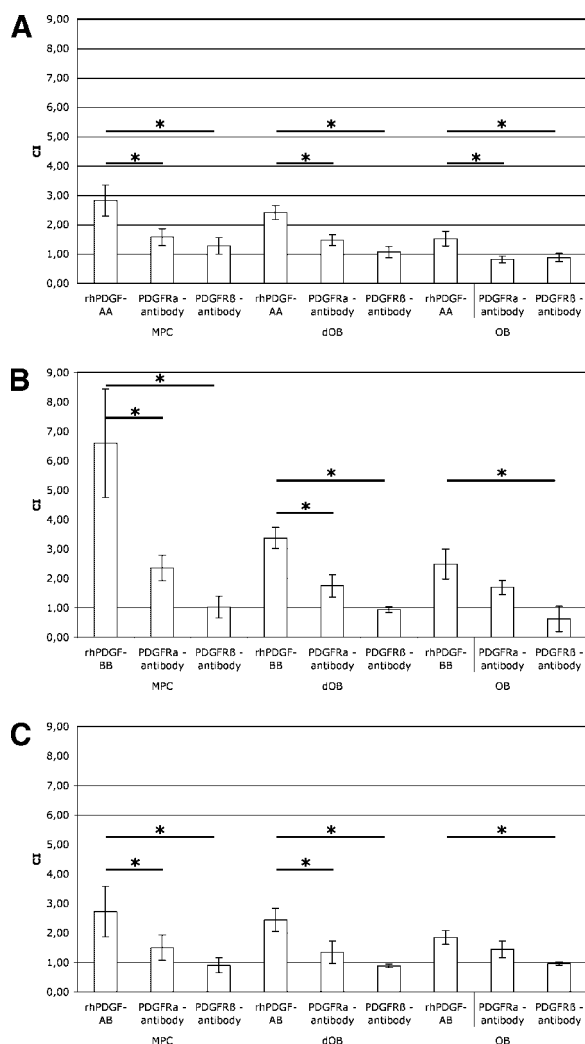 A
9,00
8,00
7,00
6,00
5,00
4,00
3,00
2,00
1,00
0,00
CI
* * *
* * *
rhPDGF- PDGFRa - PDGFRß - rhPDGF- PDGFRa - PDGFRß - rhPDGF- PDGFRa - PDGFRß -
AA antibody antibody AA antibody antibody AA antibody antibody
MPC dOB OB
B
9,00
8,00
7,00
6,00
5,00
4,00
3,00
2,00
1,00
0,00
CI
*
*
* *
*
rhPDGF- PDGFRa - PDGFRß - rhPDGF- PDGFRa - PDGFRß - rhPDGF- PDGFRa - PDGFRß -
BB antibody antibody BB antibody antibody BB antibody antibody
MPC dOB OB
C
9,00
8,00
7,00
6,00
5,00
4,00
3,00
2,00
1,00
0,00
CI
* * *
* *
rhPDGF- PDGFRa - PDGFRß - rhPDGF- PDGFRa - PDGFRß - rhPDGF- PDGFRa - PDGFRß -
AB antibody antibody AB antibody antibody AB antibody antibody
MPC dOB OB